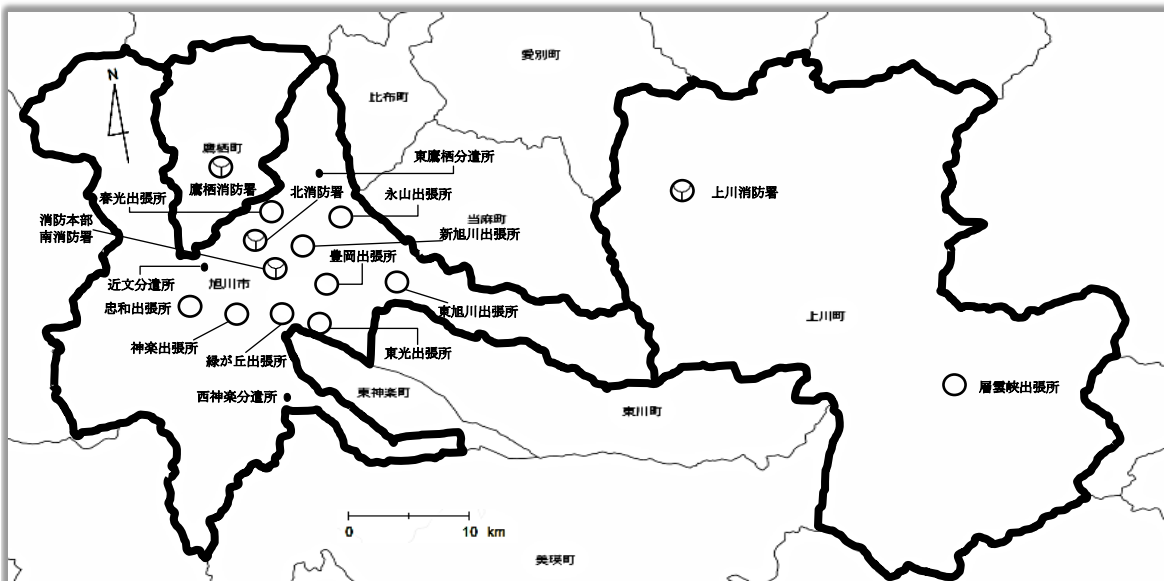 愛別町
N
比布町
鷹栖町
東鷹栖分遣所
鷹栖消防署
北消防署
春光出張所
永山出張所
上川消防署
消防本部
南消防署
当麻町
新旭川出張所
豊岡出張所
近文分遣所
旭川市
忠和出張所
東旭川出張所
上川町
神楽出張所
緑が丘出張所
東光出張所
層雲峡出張所
西神楽分遣所
東神楽町
東川町
0 10 km
美瑛町